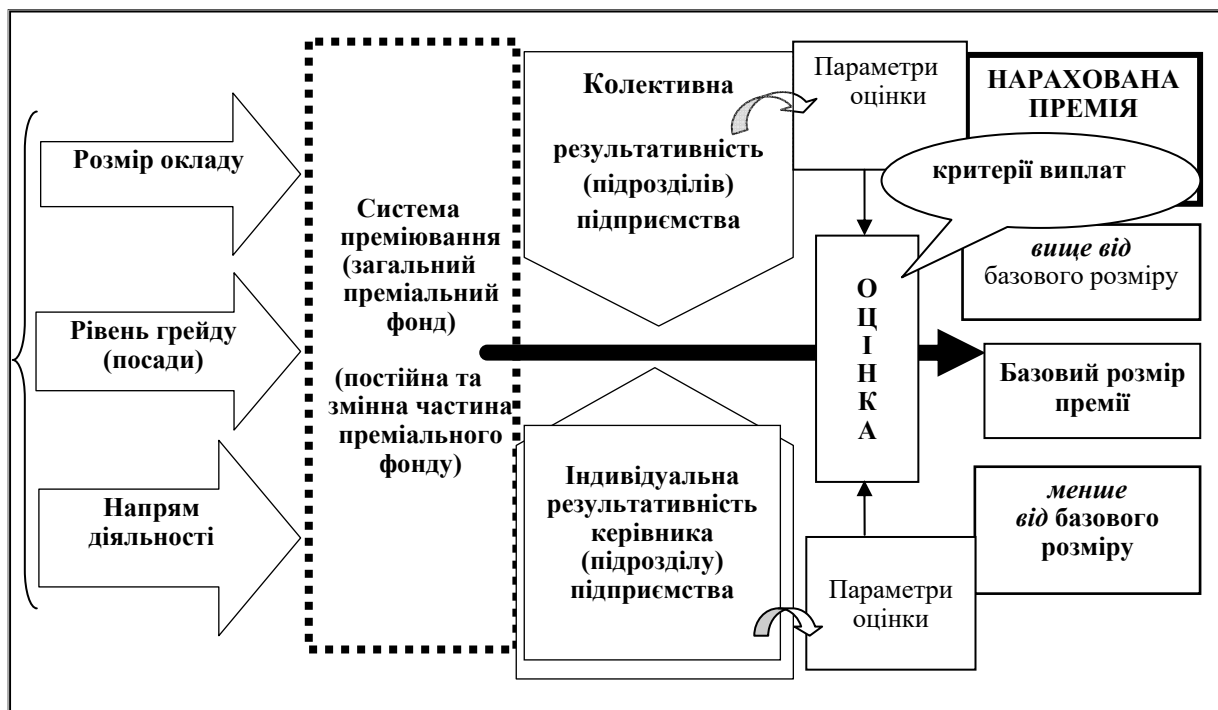 Розмір окладу
Рівень грейду
(посади)
Напрям
діяльності
Система
преміювання
(загальний
преміальний
фонд)
(постійна та
змінна частина
преміального
фонду)
Колективна
результативність
(підрозділів)
підприємства
Параметри
оцінки
Індивідуальна
результативність
керівника
(підрозділу)
підприємства
Параметри
оцінки
О
Ц
І
Н
К
А
НАРАХОВАНА
ПРЕМІЯ
критерії виплат
вище від
базового розміру
Базовий розмір
премії
менше
від базового
розміру